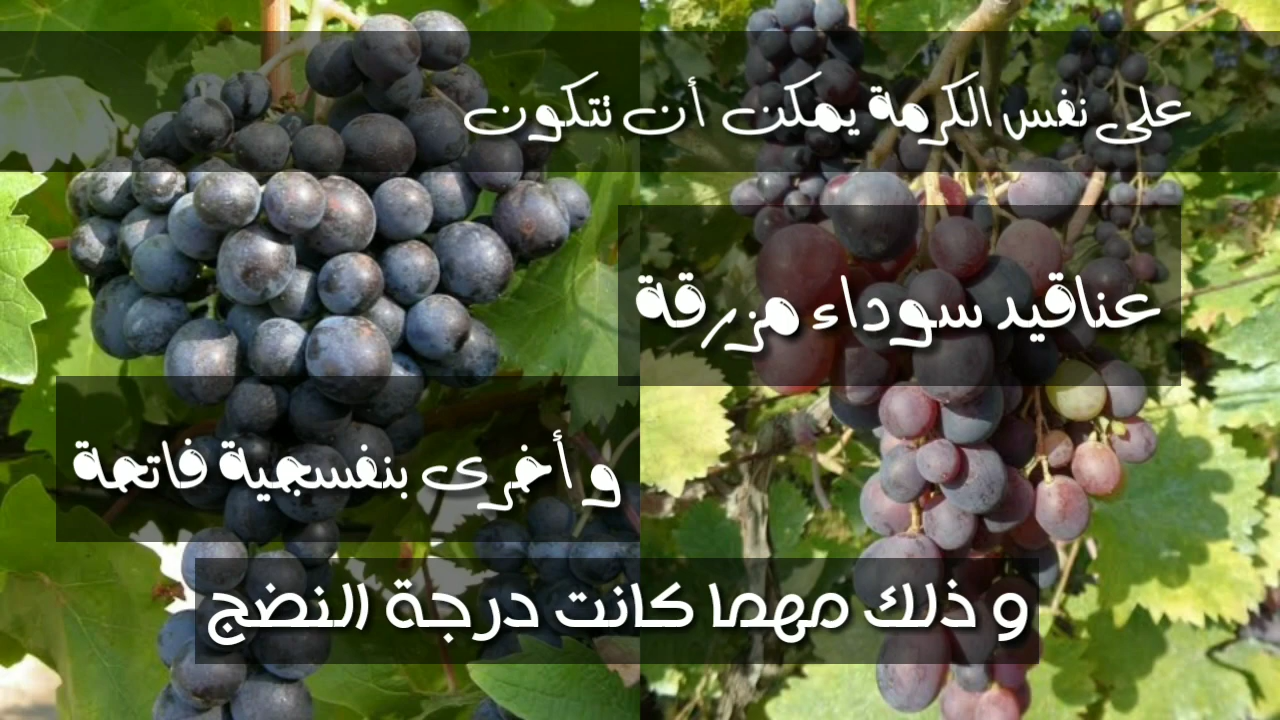 على نفس الكرمة يمكن أن تتكون
عناقيد سوداء مزرقة
و أخرى بنفسجية فاتحة
و ذلك مهما كانت درجة النضج